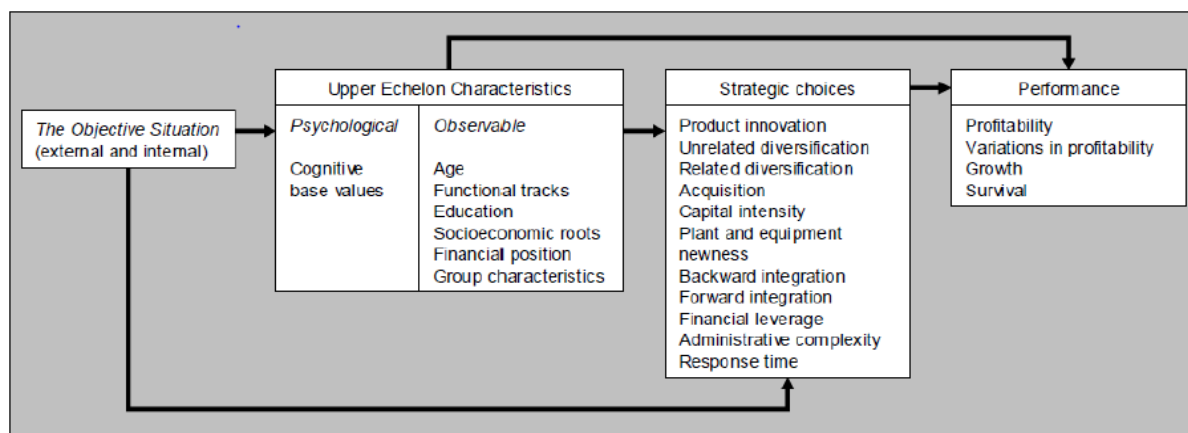 The Objective Situation
(external and internal)
Upper Echelon Characteristics
Psychological
Cognitive
base values
Observable
Age
Functional tracks
Education
Socioeconomic roots
Financial position
Group characteristics
Strategic choices
Product innovation
Unrelated diversification
Related diversification
Acquisition
Capital intensity
Plant and equipment
newness
Backward integration
Forward integration
Financial leverage
Administrative complexity
Response time
Performance
Profitability
Variations in profitability
Growth
Survival